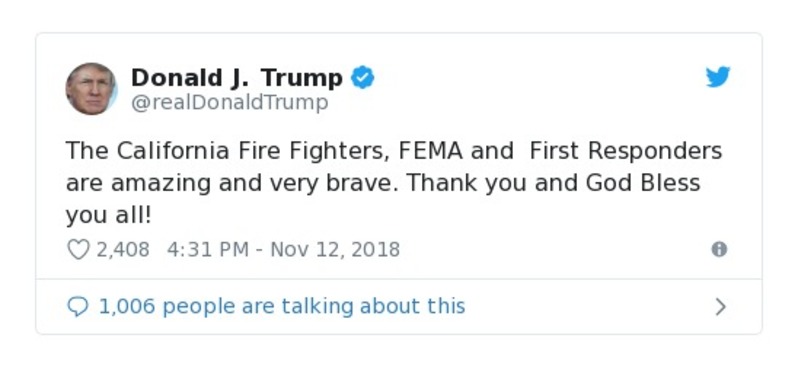 Donald J. Trump
@realDonaldTrump
The California Fire Fighters, FEMA and  First Responders
are amazing and very brave. Thank you and God Bless
you all!
2,408 4:31 PM - Nov 12, 2018
1,006 people are talking about this